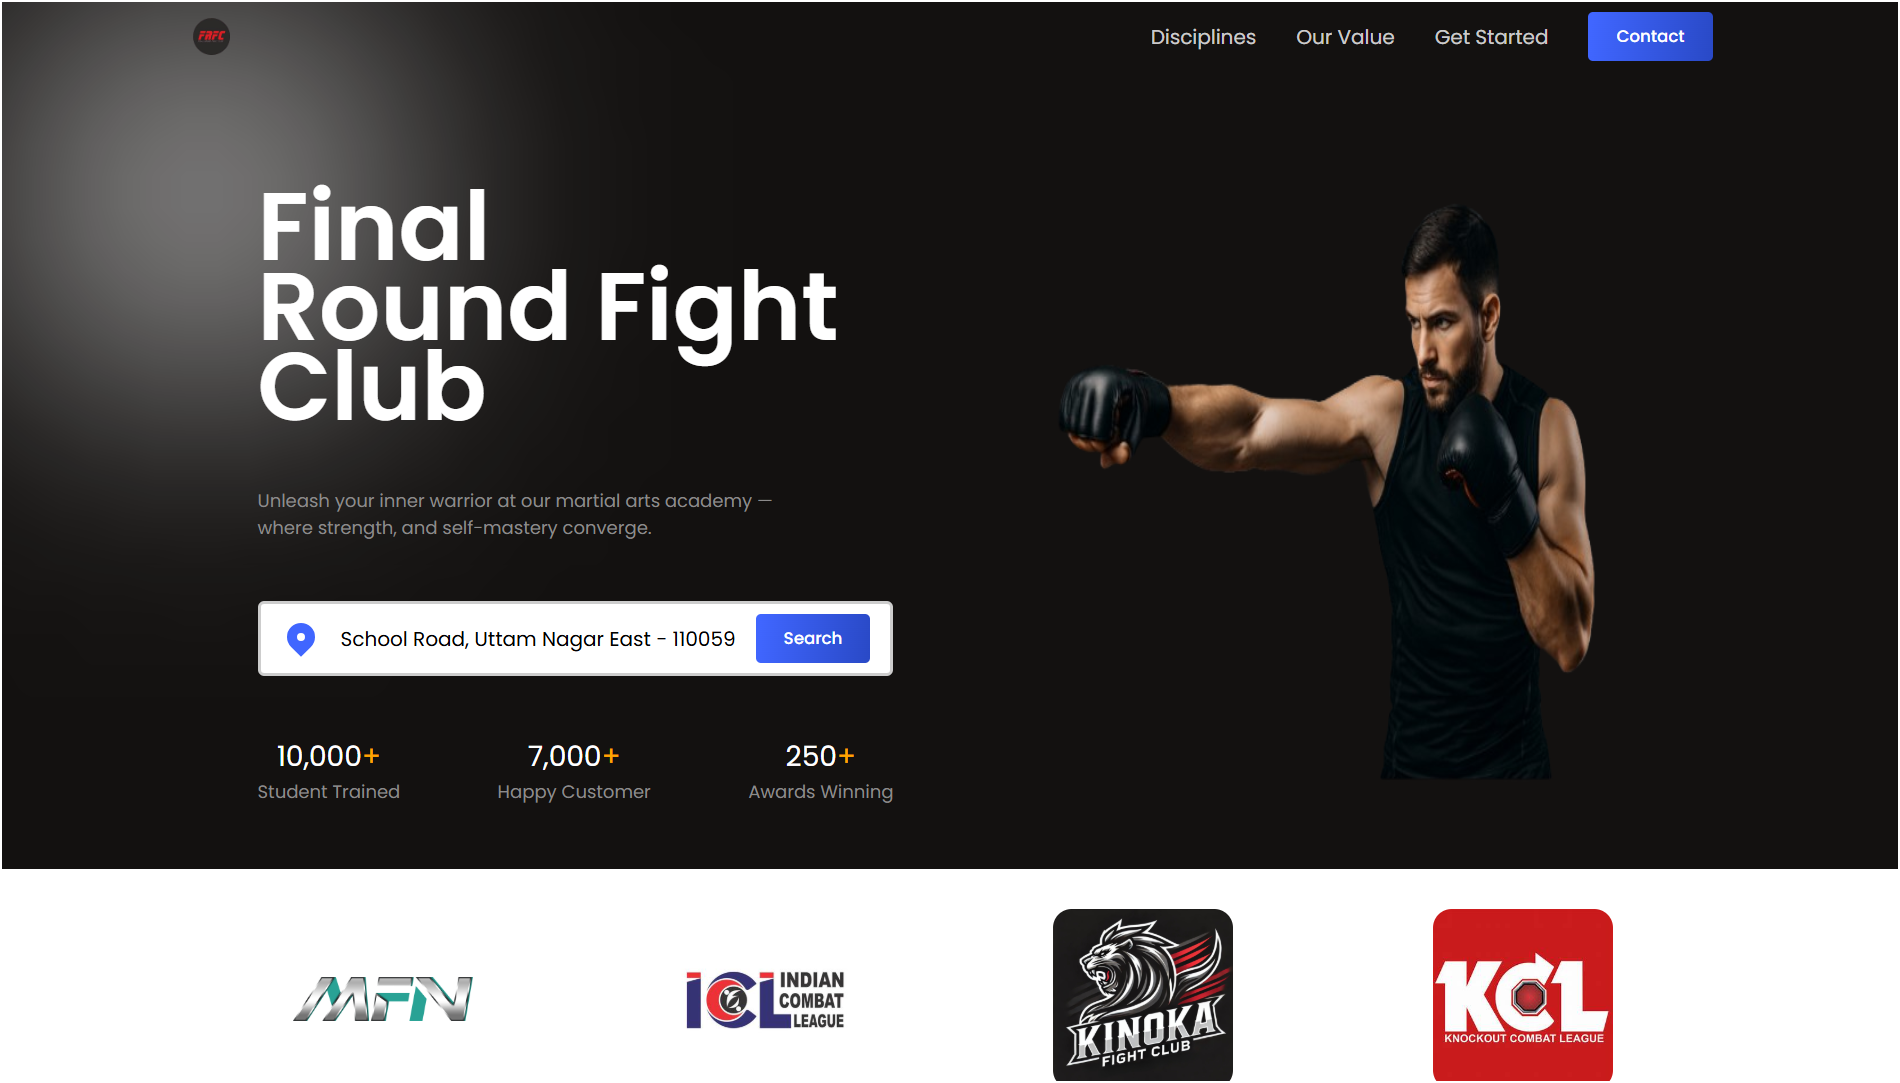 FRFC
Disciplines
Our Value
Get Started
Contact
Final
Round Fight
Club
Unleash your inner warrior at our martial arts academy —
where strength, and self-mastery converge.
School Road, Uttam Nagar East - 110059
Search
10,000+
Student Trained
7,000+
Happy Customer
250+
Awards Winning
MFN
ICL INDIAN
COMBAT
LEAGUE
KINOKA
FIGHT CLUB
KCL
KNOCKOUT COMBAT LEAGUE